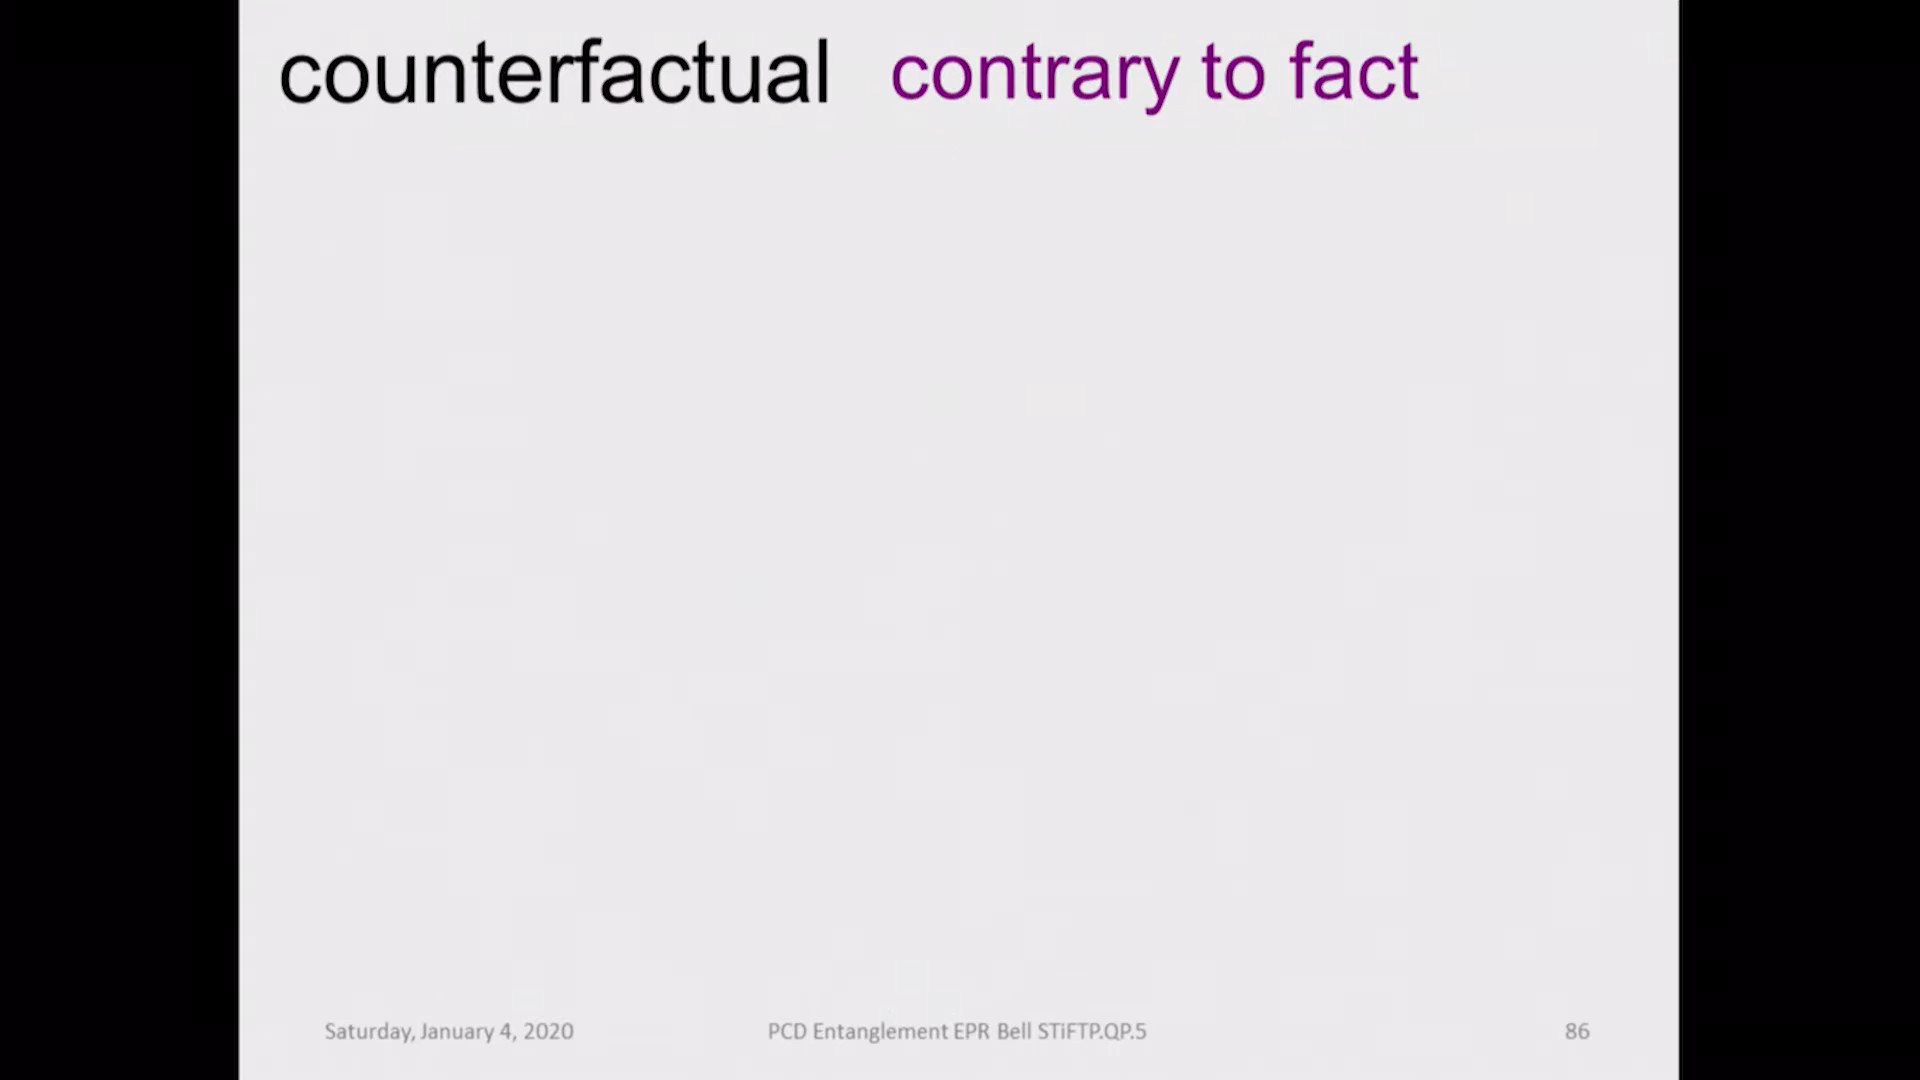 counterfactual contrary to fact
Saturday, January 4, 2020 PCD Entanglement EPR Bell STiFTP.QP.5 86